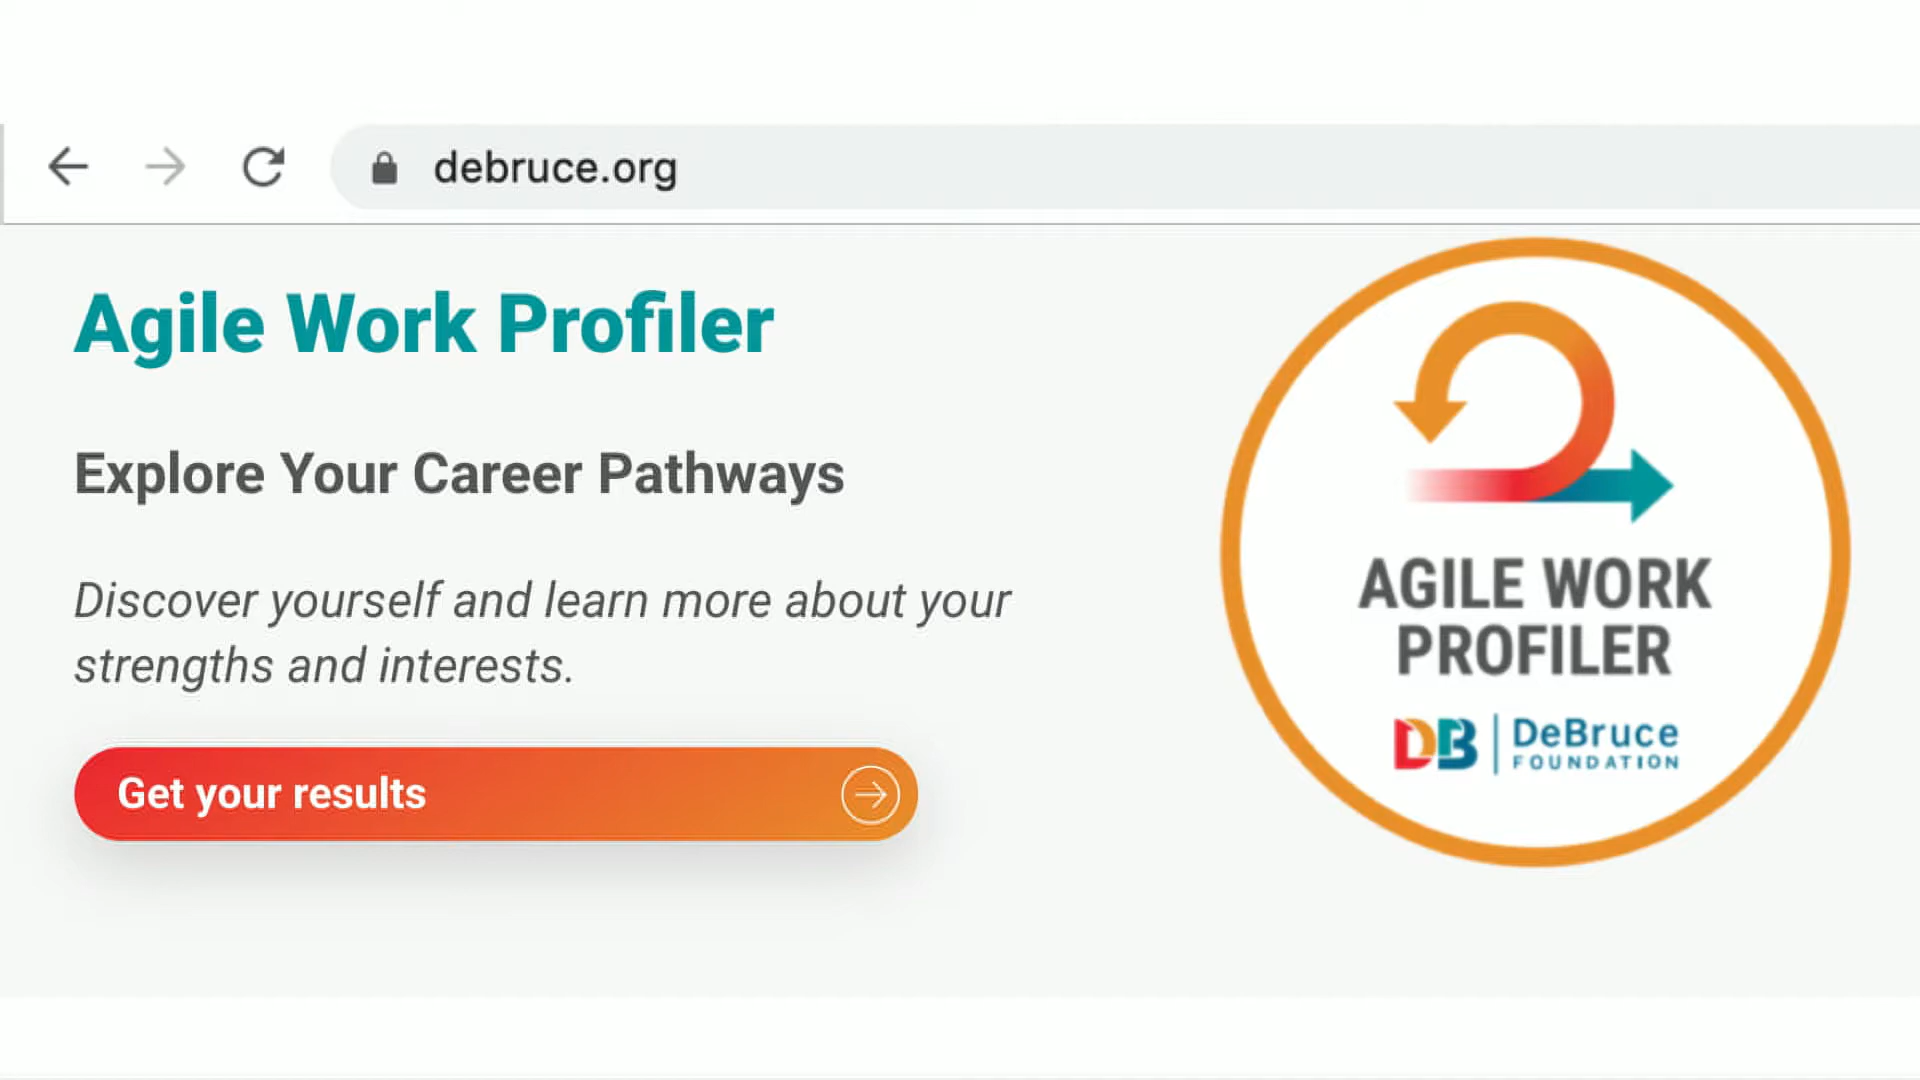 debruce.org
Agile Work Profiler
Explore Your Career Pathways
Discover yourself and learn more about your
strengths and interests.
Get your results
AGILE WORK
PROFILER
DB | DeBruce
FOUNDATION